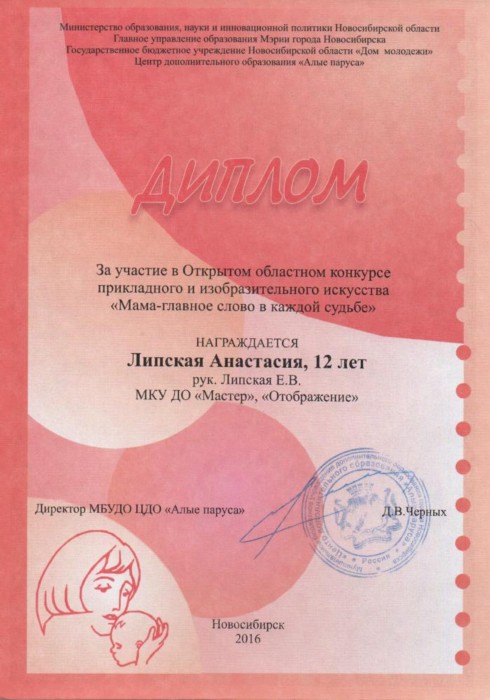 Министерство образования, науки и инновационной политики Новосибирской области
Главное управление образования Мэрии города Новосибирска
Государственное бюджетное учреждение Новосибирской области «Дом молодежи»
Центр дополнительного образования «Алые паруса»
ДИПЛОМ
За участие в Открытом областном конкурсе
прикладного и изобразительного искусства
«Мама-главное слово в каждой судьбе»
НАГРАЖДАЕТСЯ
Липская Анастасия, 12 лет
рук. Липская Е.В.
МКУ ДО «Мастер», «Отображение»
Директор МБУДО ЦДО «Алые паруса»
Д.В.Черных
Новосибирск
2016